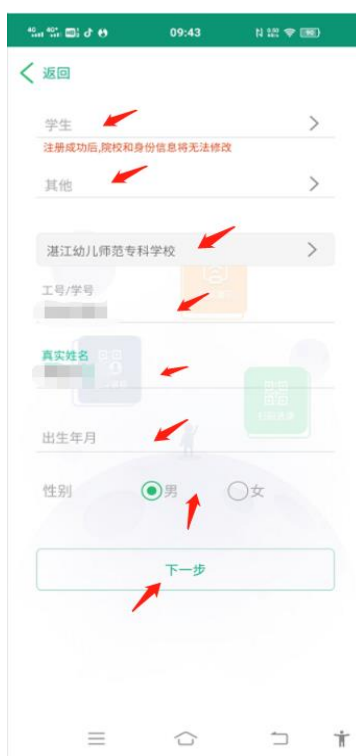 09:43
返回
学生
注册成功后,院校和身份信息将无法修改
其他
湛江幼儿师范专科学校
工号/学号
真实姓名
出生年月
性别 男 女
下一步